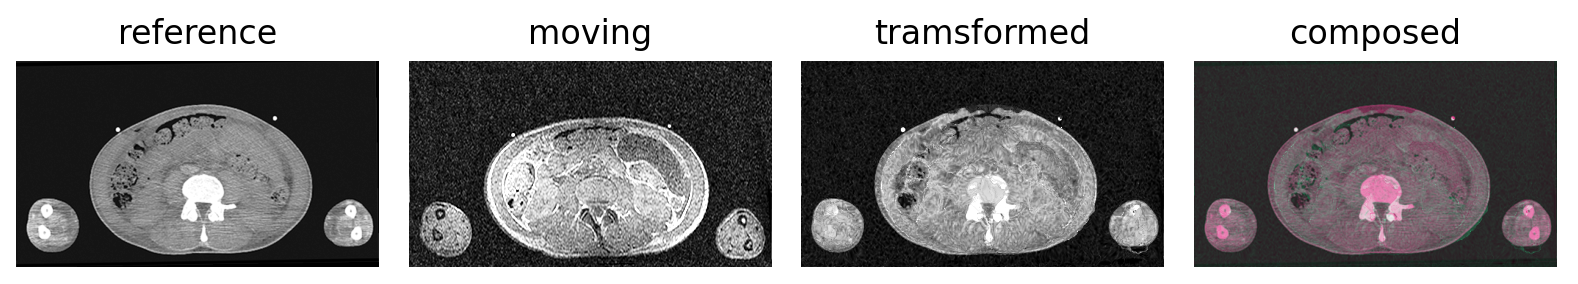 reference
moving
tramsformed
composed